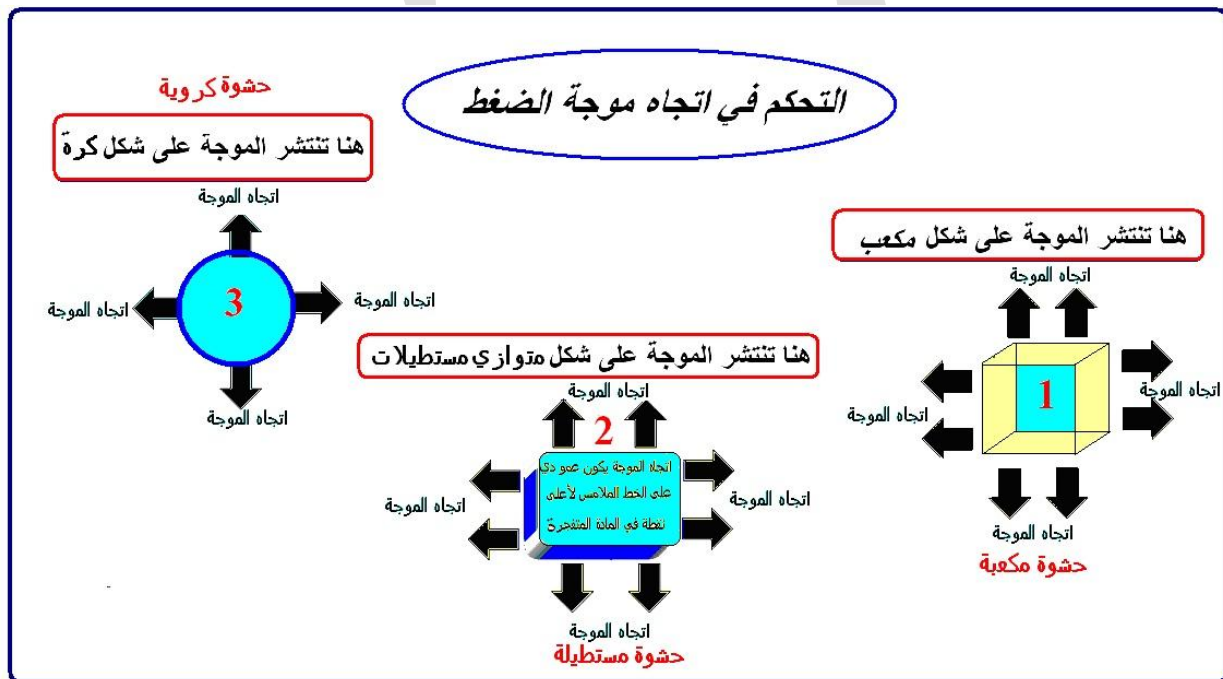 التحكم في اتجاه موجة الضغط
حشوة كروية
هنا تنتشر الموجة على شكل كرة
اتجاه الموجة
اتجاه الموجة
3
اتجاه الموجة
اتجاه الموجة
هنا تنتشر الموجة على شكل مكعب
اتجاه الموجة
اتجاه الموجة
1
اتجاه الموجة
اتجاه الموجة
حشوة مكعبة
هنا تنتشر الموجة على شكل متوازي مستطيلات
اتجاه الموجة
2
اتجاه الموجة يكون عمودي
على الخط الملامس لأعلى
نقطة في المادة المتفجرة
اتجاه الموجة
اتجاه الموجة
اتجاه الموجة
حشوة مستطيلة